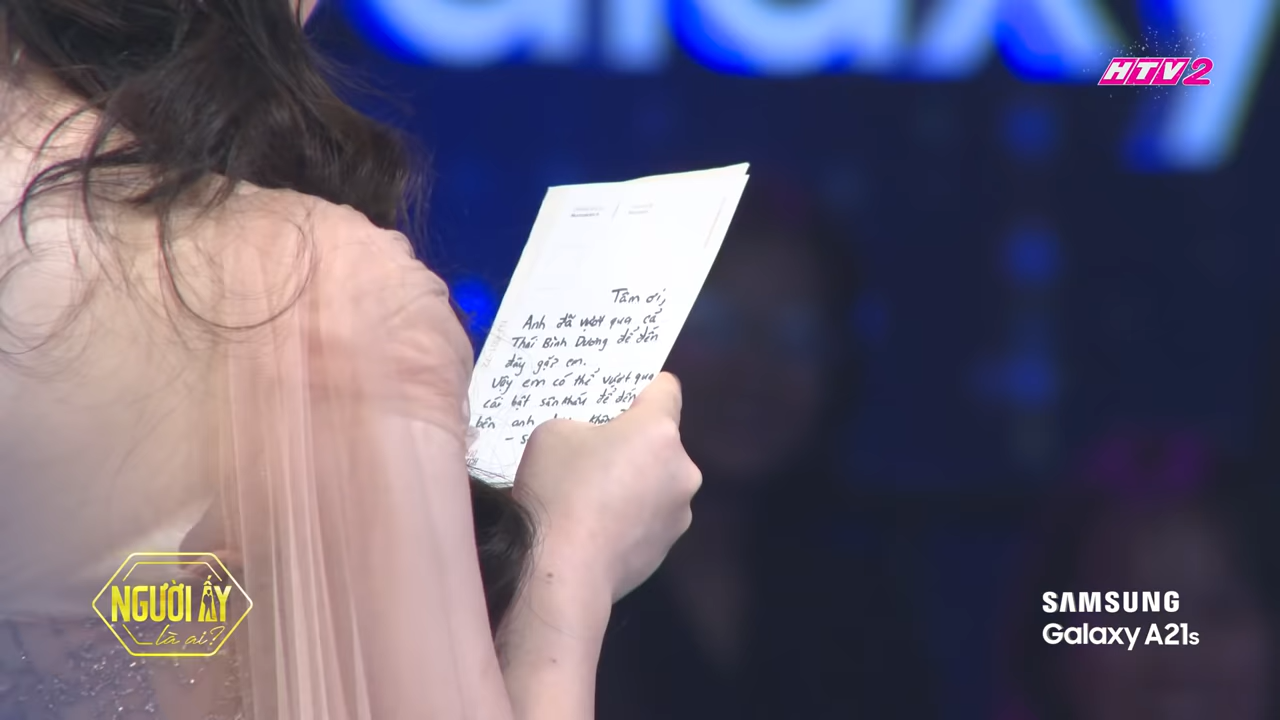 Galaxy
HTV2
Tâm ơi,
Anh đã vượt qua cả
Thái Bình Dương để đến
đây gặp em.
Vậy em có thể vượt qua
cái bật sân khấu để đến
bên anh không
NGƯỜI ẤY
là ai?
SAMSUNG
Galaxy A21s